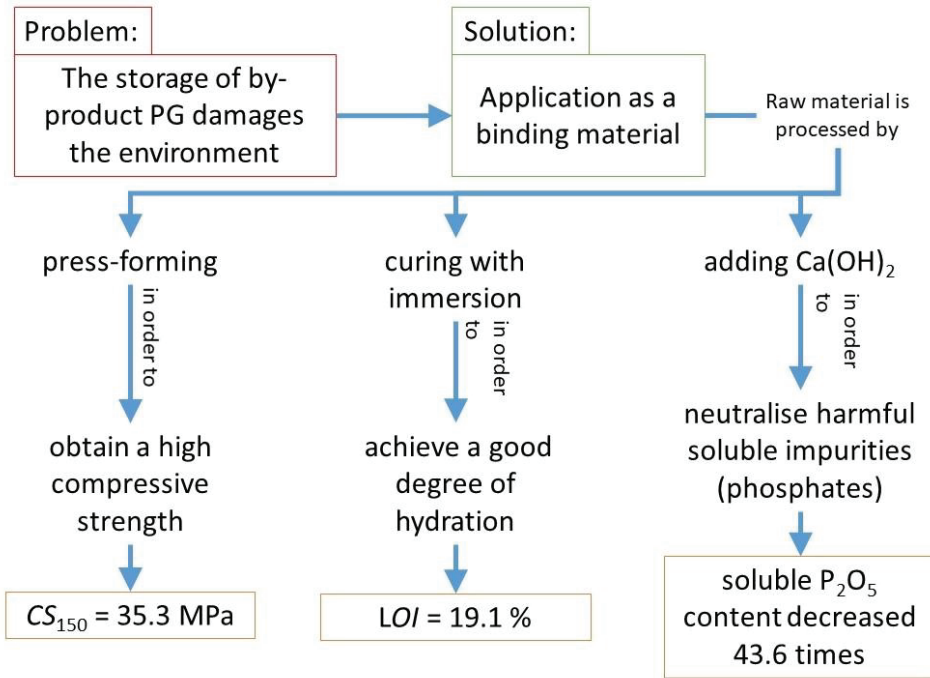 Problem:
The storage of by-
product PG damages
the environment
Solution:
Application as a
binding material
Raw material is
processed by
press-forming
in order to
obtain a high
compressive
strength
CS₁₅₀ = 35.3 MPa
curing with
immersion
in order
to
achieve a good
degree of
hydration
LOI = 19.1 %
adding Ca(OH)₂
in order
to
neutralise harmful
soluble impurities
(phosphates)
soluble P₂O₅
content decreased
43.6 times